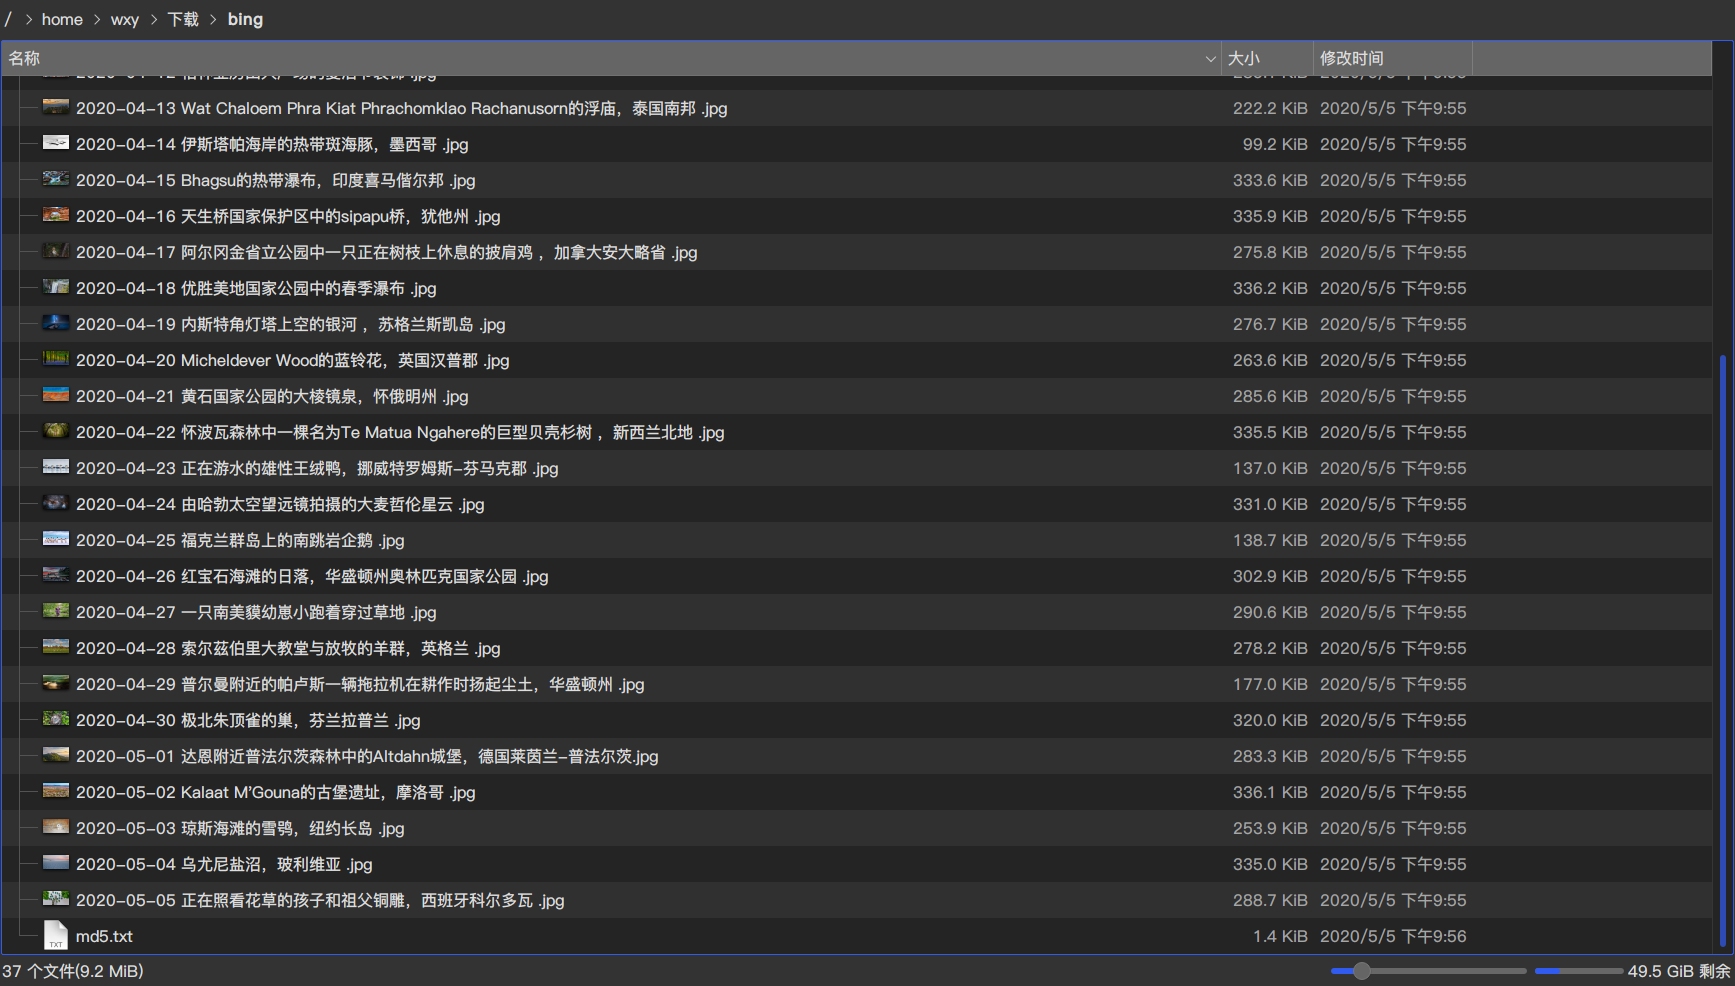 / > home > wxy > 下载 > bing
名称 大小 修改时间
2020-04-13 Wat Chaloem Phra Kiat Phrachomklao Rachanusorn的浮庙，泰国南邦 .jpg 222.2 KiB 2020/5/5 下午9:55
2020-04-14 伊斯塔帕海岸的热带斑海豚，墨西哥 .jpg 99.2 KiB 2020/5/5 下午9:55
2020-04-15 Bhagsu的热带瀑布，印度喜马偕尔邦 .jpg 333.6 KiB 2020/5/5 下午9:55
2020-04-16 天生桥国家保护区中的sipapu桥，犹他州 .jpg 335.9 KiB 2020/5/5 下午9:55
2020-04-17 阿尔冈金省立公园中一只正在树枝上休息的披肩鸡 ，加拿大安大略省 .jpg 275.8 KiB 2020/5/5 下午9:55
2020-04-18 优胜美地国家公园中的春季瀑布 .jpg 336.2 KiB 2020/5/5 下午9:55
2020-04-19 内斯特角灯塔上空的银河 ，苏格兰斯凯岛 .jpg 276.7 KiB 2020/5/5 下午9:55
2020-04-20 Micheldever Wood的蓝铃花，英国汉普郡 .jpg 263.6 KiB 2020/5/5 下午9:55
2020-04-21 黄石国家公园的大棱镜泉，怀俄明州 .jpg 285.6 KiB 2020/5/5 下午9:55
2020-04-22 怀波瓦森林中一棵名为Te Matua Ngahere的巨型贝壳杉树 ，新西兰北地 .jpg 335.5 KiB 2020/5/5 下午9:55
2020-04-23 正在游水的雄性王绒鸭，挪威特罗姆斯-芬马克郡 .jpg 137.0 KiB 2020/5/5 下午9:55
2020-04-24 由哈勃太空望远镜拍摄的大麦哲伦星云 .jpg 331.0 KiB 2020/5/5 下午9:55
2020-04-25 福克兰群岛上的南跳岩企鹅 .jpg 138.7 KiB 2020/5/5 下午9:55
2020-04-26 红宝石海滩的日落，华盛顿州奥林匹克国家公园 .jpg 302.9 KiB 2020/5/5 下午9:55
2020-04-27 一只南美貘幼崽小跑着穿过草地 .jpg 290.6 KiB 2020/5/5 下午9:55
2020-04-28 索尔兹伯里大教堂与放牧的羊群，英格兰 .jpg 278.2 KiB 2020/5/5 下午9:55
2020-04-29 普尔曼附近的帕卢斯一辆拖拉机在耕作时扬起尘土，华盛顿州 .jpg 177.0 KiB 2020/5/5 下午9:55
2020-04-30 极北朱顶雀的巢，芬兰拉普兰 .jpg 320.0 KiB 2020/5/5 下午9:55
2020-05-01 达恩附近普法尔茨森林中的Altdahn城堡，德国莱茵兰-普法尔茨.jpg 283.3 KiB 2020/5/5 下午9:55
2020-05-02 Kalaat M'Gouna的古堡遗址，摩洛哥 .jpg 336.1 KiB 2020/5/5 下午9:55
2020-05-03 琼斯海滩的雪鸮，纽约长岛 .jpg 253.9 KiB 2020/5/5 下午9:55
2020-05-04 乌尤尼盐沼，玻利维亚 .jpg 335.0 KiB 2020/5/5 下午9:55
2020-05-05 正在照看花草的孩子和祖父铜雕，西班牙科尔多瓦 .jpg 288.7 KiB 2020/5/5 下午9:55
TXT md5.txt 1.4 KiB 2020/5/5 下午9:56
37 个文件(9.2 MiB) 49.5 GiB 剩余